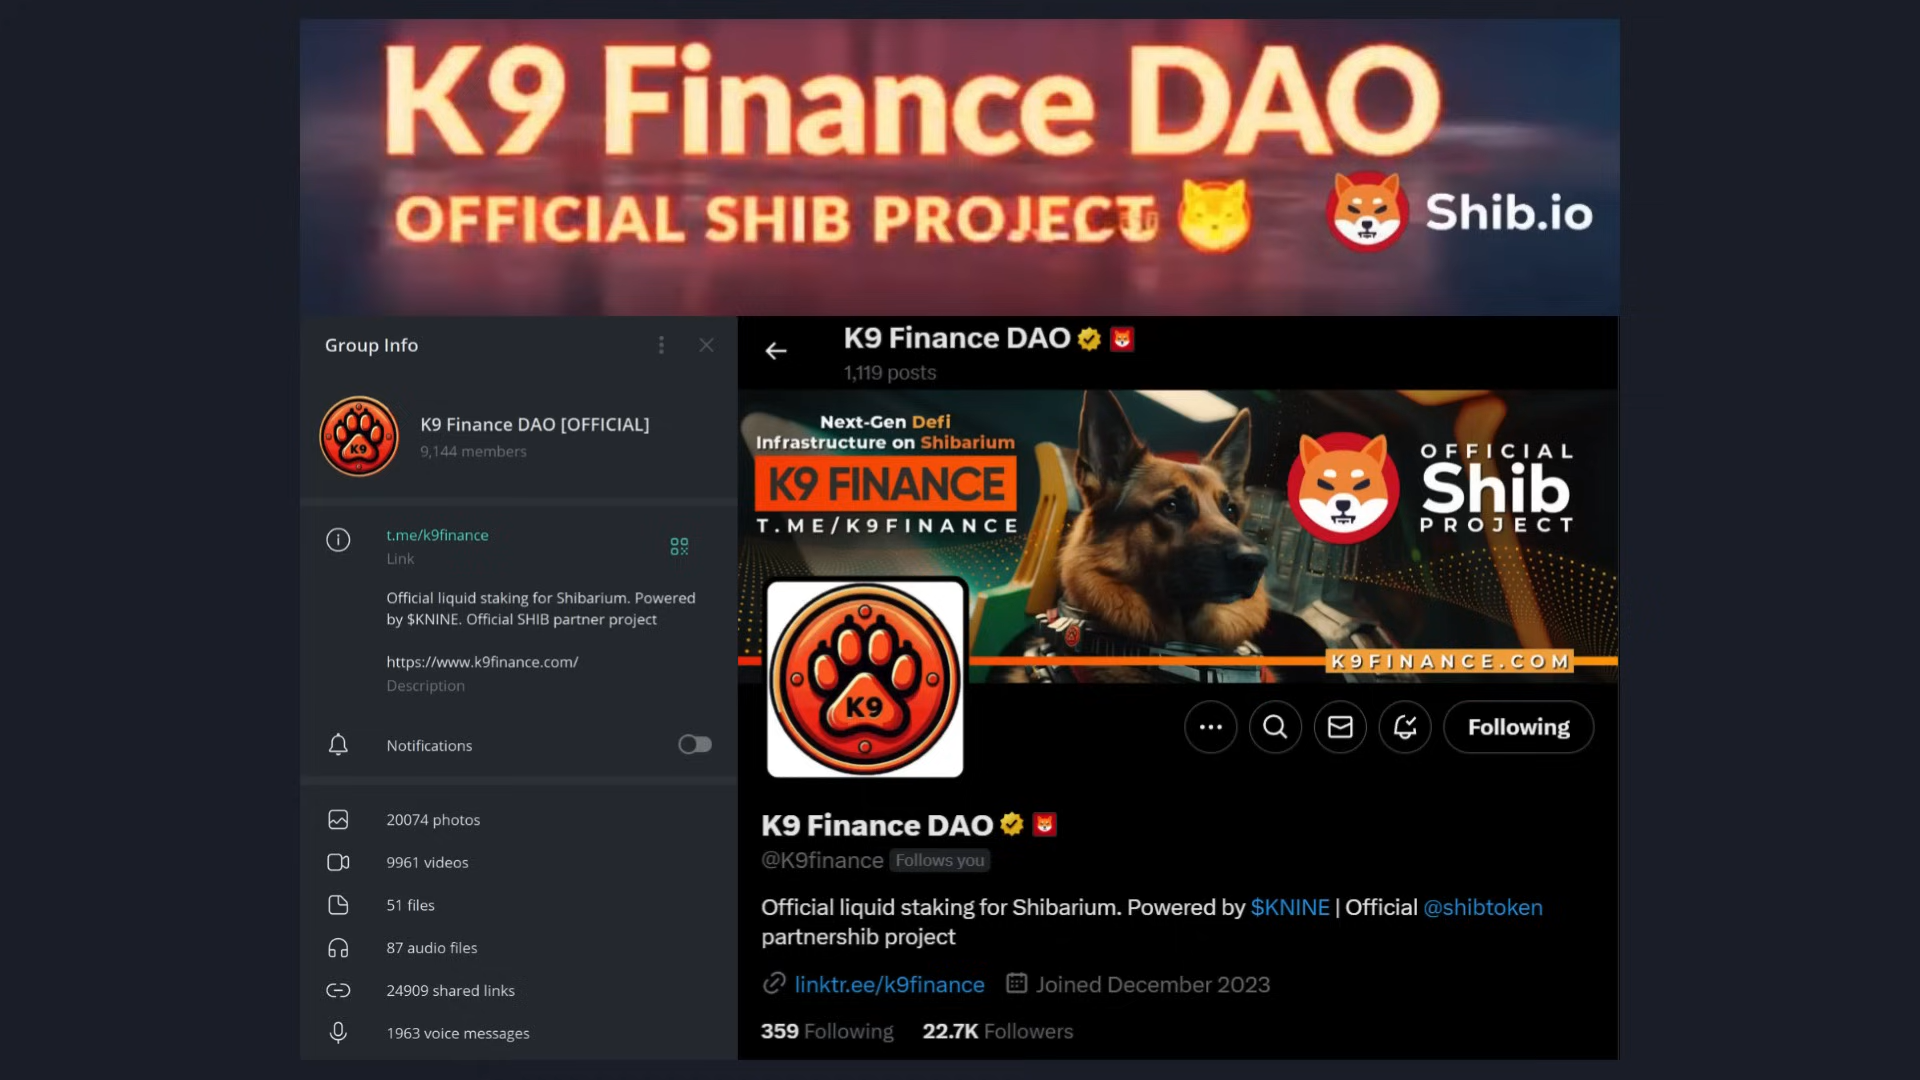 K9 Finance DAO
OFFICIAL SHIB PROJECT
Shib.io
Group Info
K9 Finance DAO [OFFICIAL]
9,144 members
t.me/k9finance
Link
Official liquid staking for Shibarium. Powered
by $KNINE. Official SHIB partner project
https://www.k9finance.com/
Description
Notifications
20074 photos
9961 videos
51 files
87 audio files
24909 shared links
1963 voice messages
K9 Finance DAO
1,119 posts
Next-Gen Defi
Infrastructure on Shibarium
K9 FINANCE
T.ME/K9FINANCE
OFFICIAL
Shib
PROJECT
K9FINANCE.COM
K9
K9
Following
K9 Finance DAO
@K9finance Follows you
Official liquid staking for Shibarium. Powered by $KNINE | Official @shibtoken
partnershib project
linktr.ee/k9finance Joined December 2023
359 Following 22.7K Followers